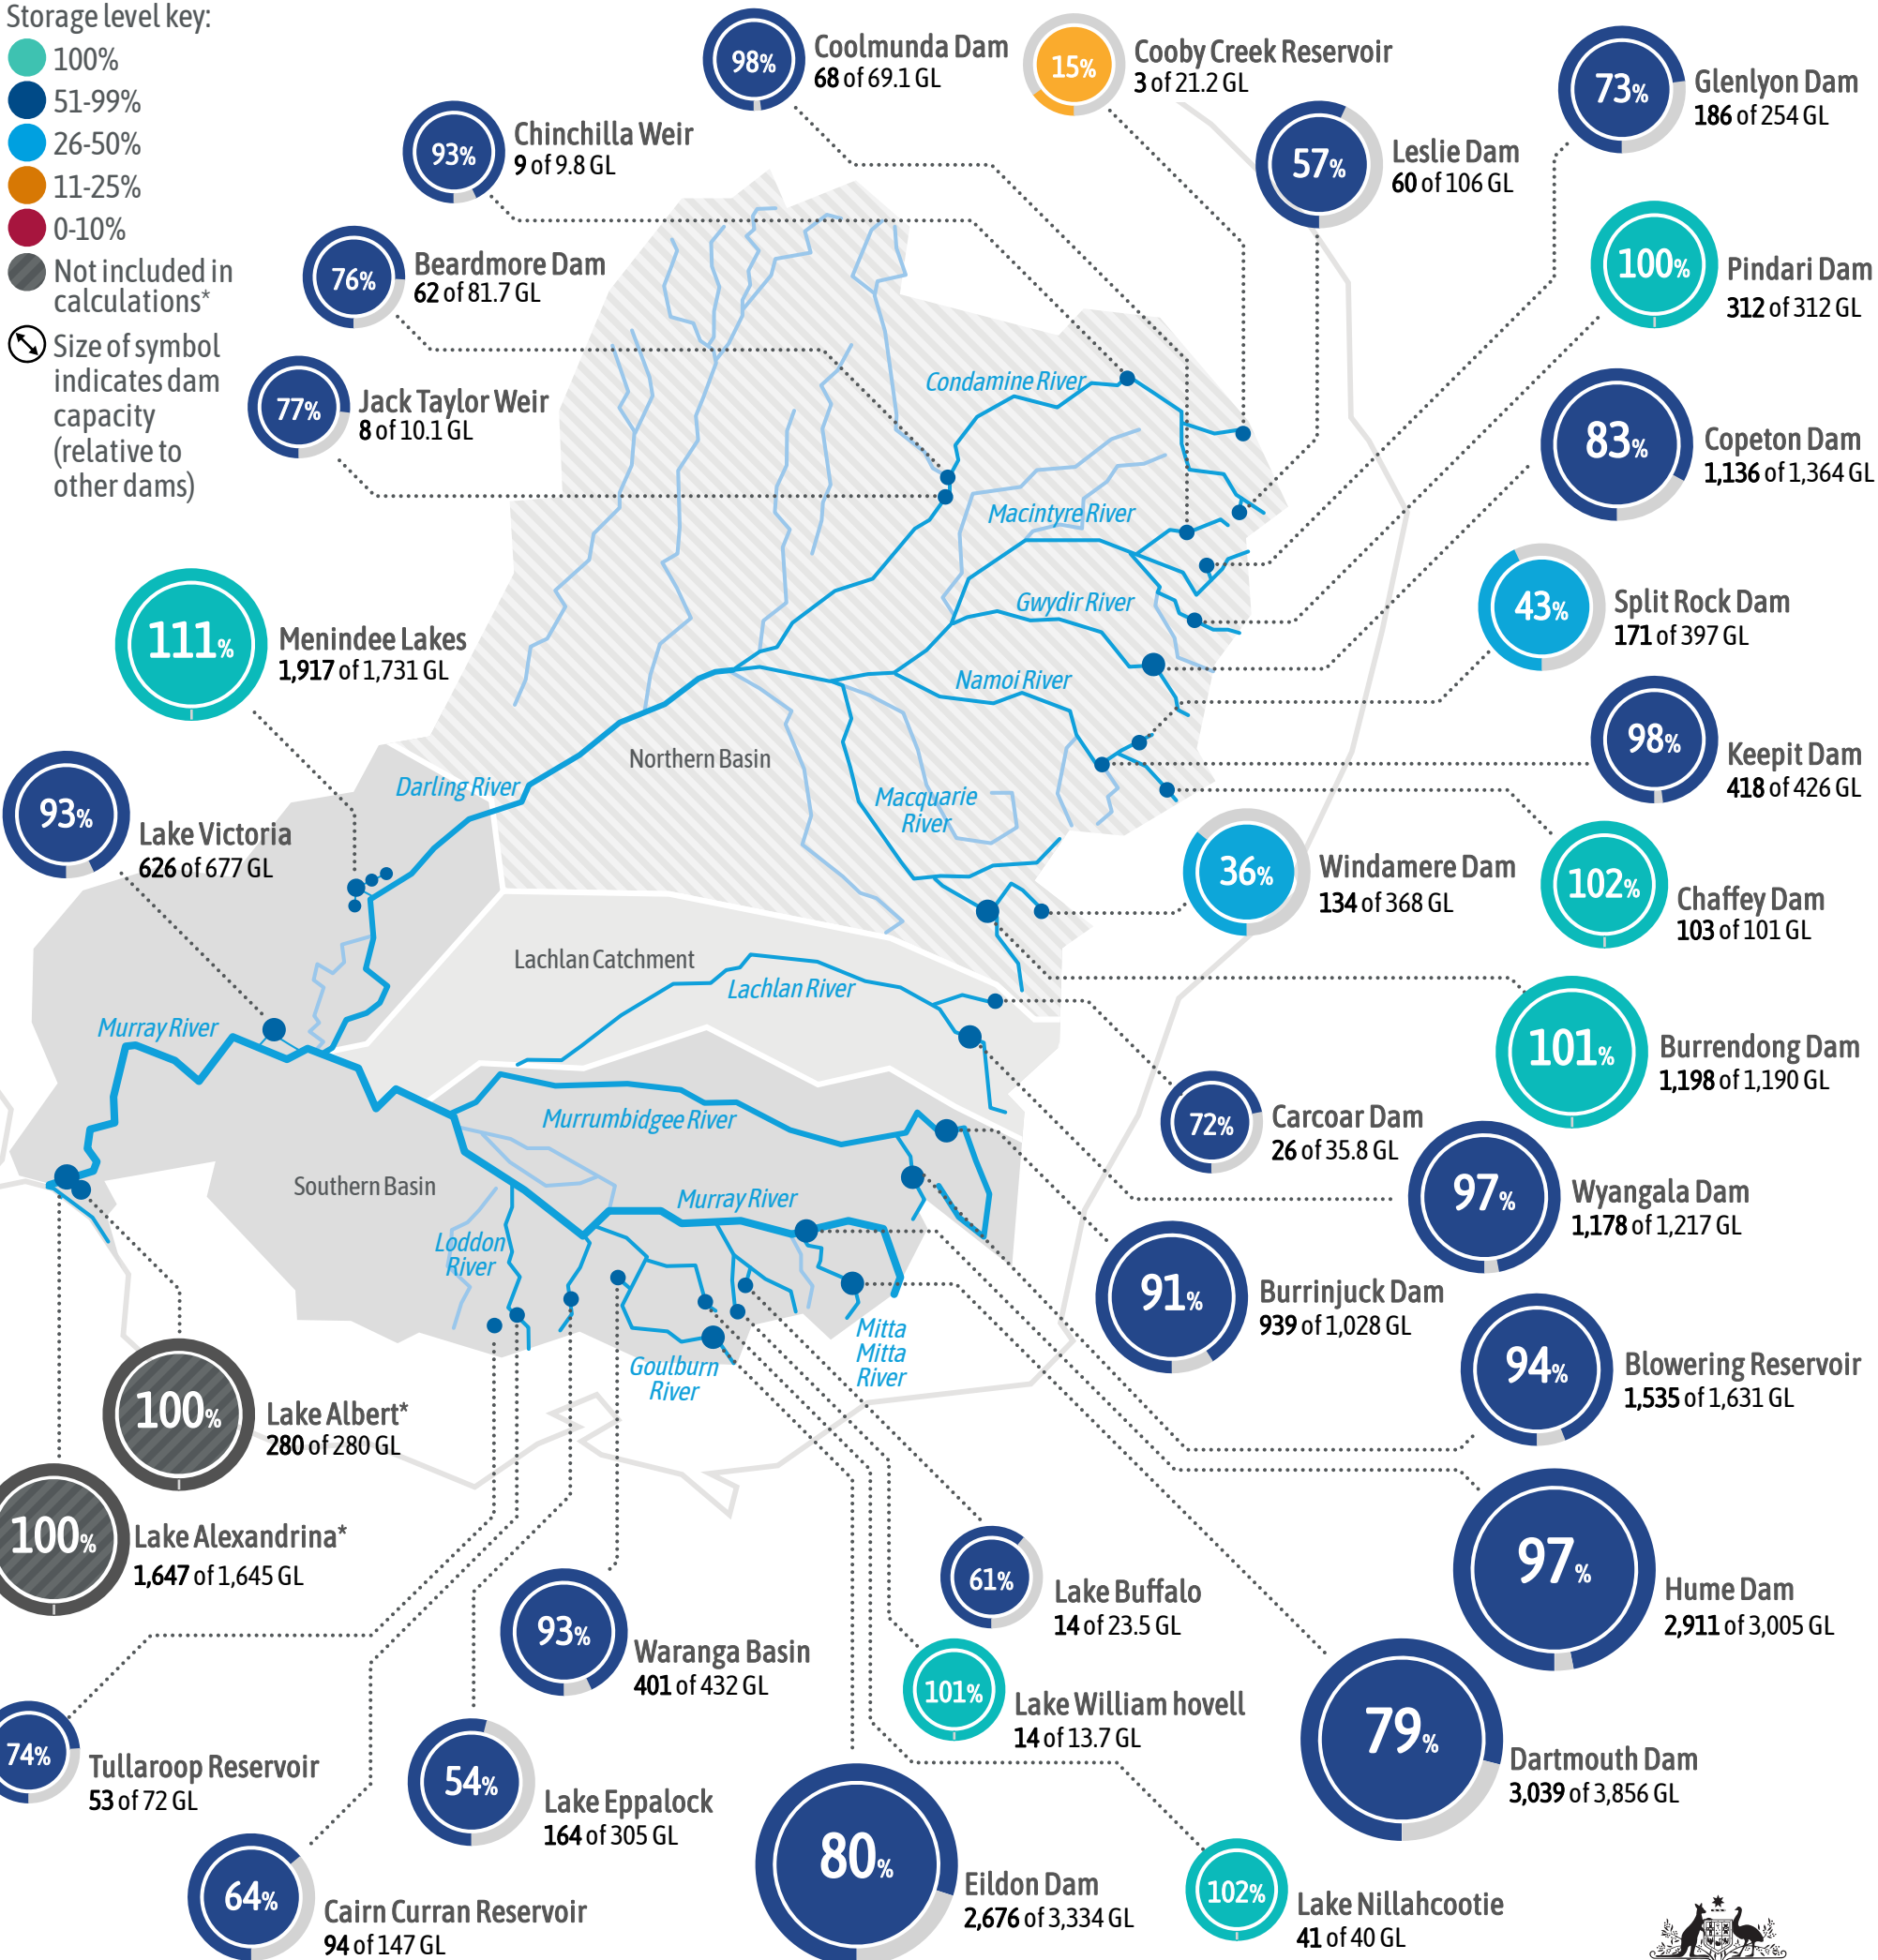 Storage level key:
100%
51-99%
26-50%
11-25%
0-10%
Not included in
calculations*
Size of symbol
indicates dam
capacity
(relative to
other dams)
98%
Coolmunda Dam
68 of 69.1 GL
15%
Cooby Creek Reservoir
3 of 21.2 GL
73%
Glenlyon Dam
186 of 254 GL
93%
Chinchilla Weir
9 of 9.8 GL
57%
Leslie Dam
60 of 106 GL
76%
Beardmore Dam
62 of 81.7 GL
100%
Pindari Dam
312 of 312 GL
77%
Jack Taylor Weir
8 of 10.1 GL
Condamine River
83%
Copeton Dam
1,136 of 1,364 GL
Macintyre River
111%
Menindee Lakes
1,917 of 1,731 GL
Gwydir River
43%
Split Rock Dam
171 of 397 GL
Namoi River
Northern Basin
98%
Keepit Dam
418 of 426 GL
Darling River
Macquarie
River
93%
Lake Victoria
626 of 677 GL
36%
Windamere Dam
134 of 368 GL
102%
Chaffey Dam
103 of 101 GL
Lachlan Catchment
Lachlan River
Murray River
101%
Burrendong Dam
1,198 of 1,190 GL
Murrumbidgee River
72%
Carcoar Dam
26 of 35.8 GL
Southern Basin
Murray River
97%
Wyangala Dam
1,178 of 1,217 GL
Loddon
River
91%
Burrinjuck Dam
939 of 1,028 GL
Mitta
Mitta
River
Goulburn
River
94%
Blowering Reservoir
1,535 of 1,631 GL
100%
Lake Albert*
280 of 280 GL
100%
Lake Alexandrina*
1,647 of 1,645 GL
97%
Hume Dam
2,911 of 3,005 GL
61%
Lake Buffalo
14 of 23.5 GL
93%
Waranga Basin
401 of 432 GL
101%
Lake William hovell
14 of 13.7 GL
79%
Dartmouth Dam
3,039 of 3,856 GL
74%
Tullaroop Reservoir
53 of 72 GL
54%
Lake Eppalock
164 of 305 GL
80%
Eildon Dam
2,676 of 3,334 GL
64%
Cairn Curran Reservoir
94 of 147 GL
102%
Lake Nillahcootie
41 of 40 GL